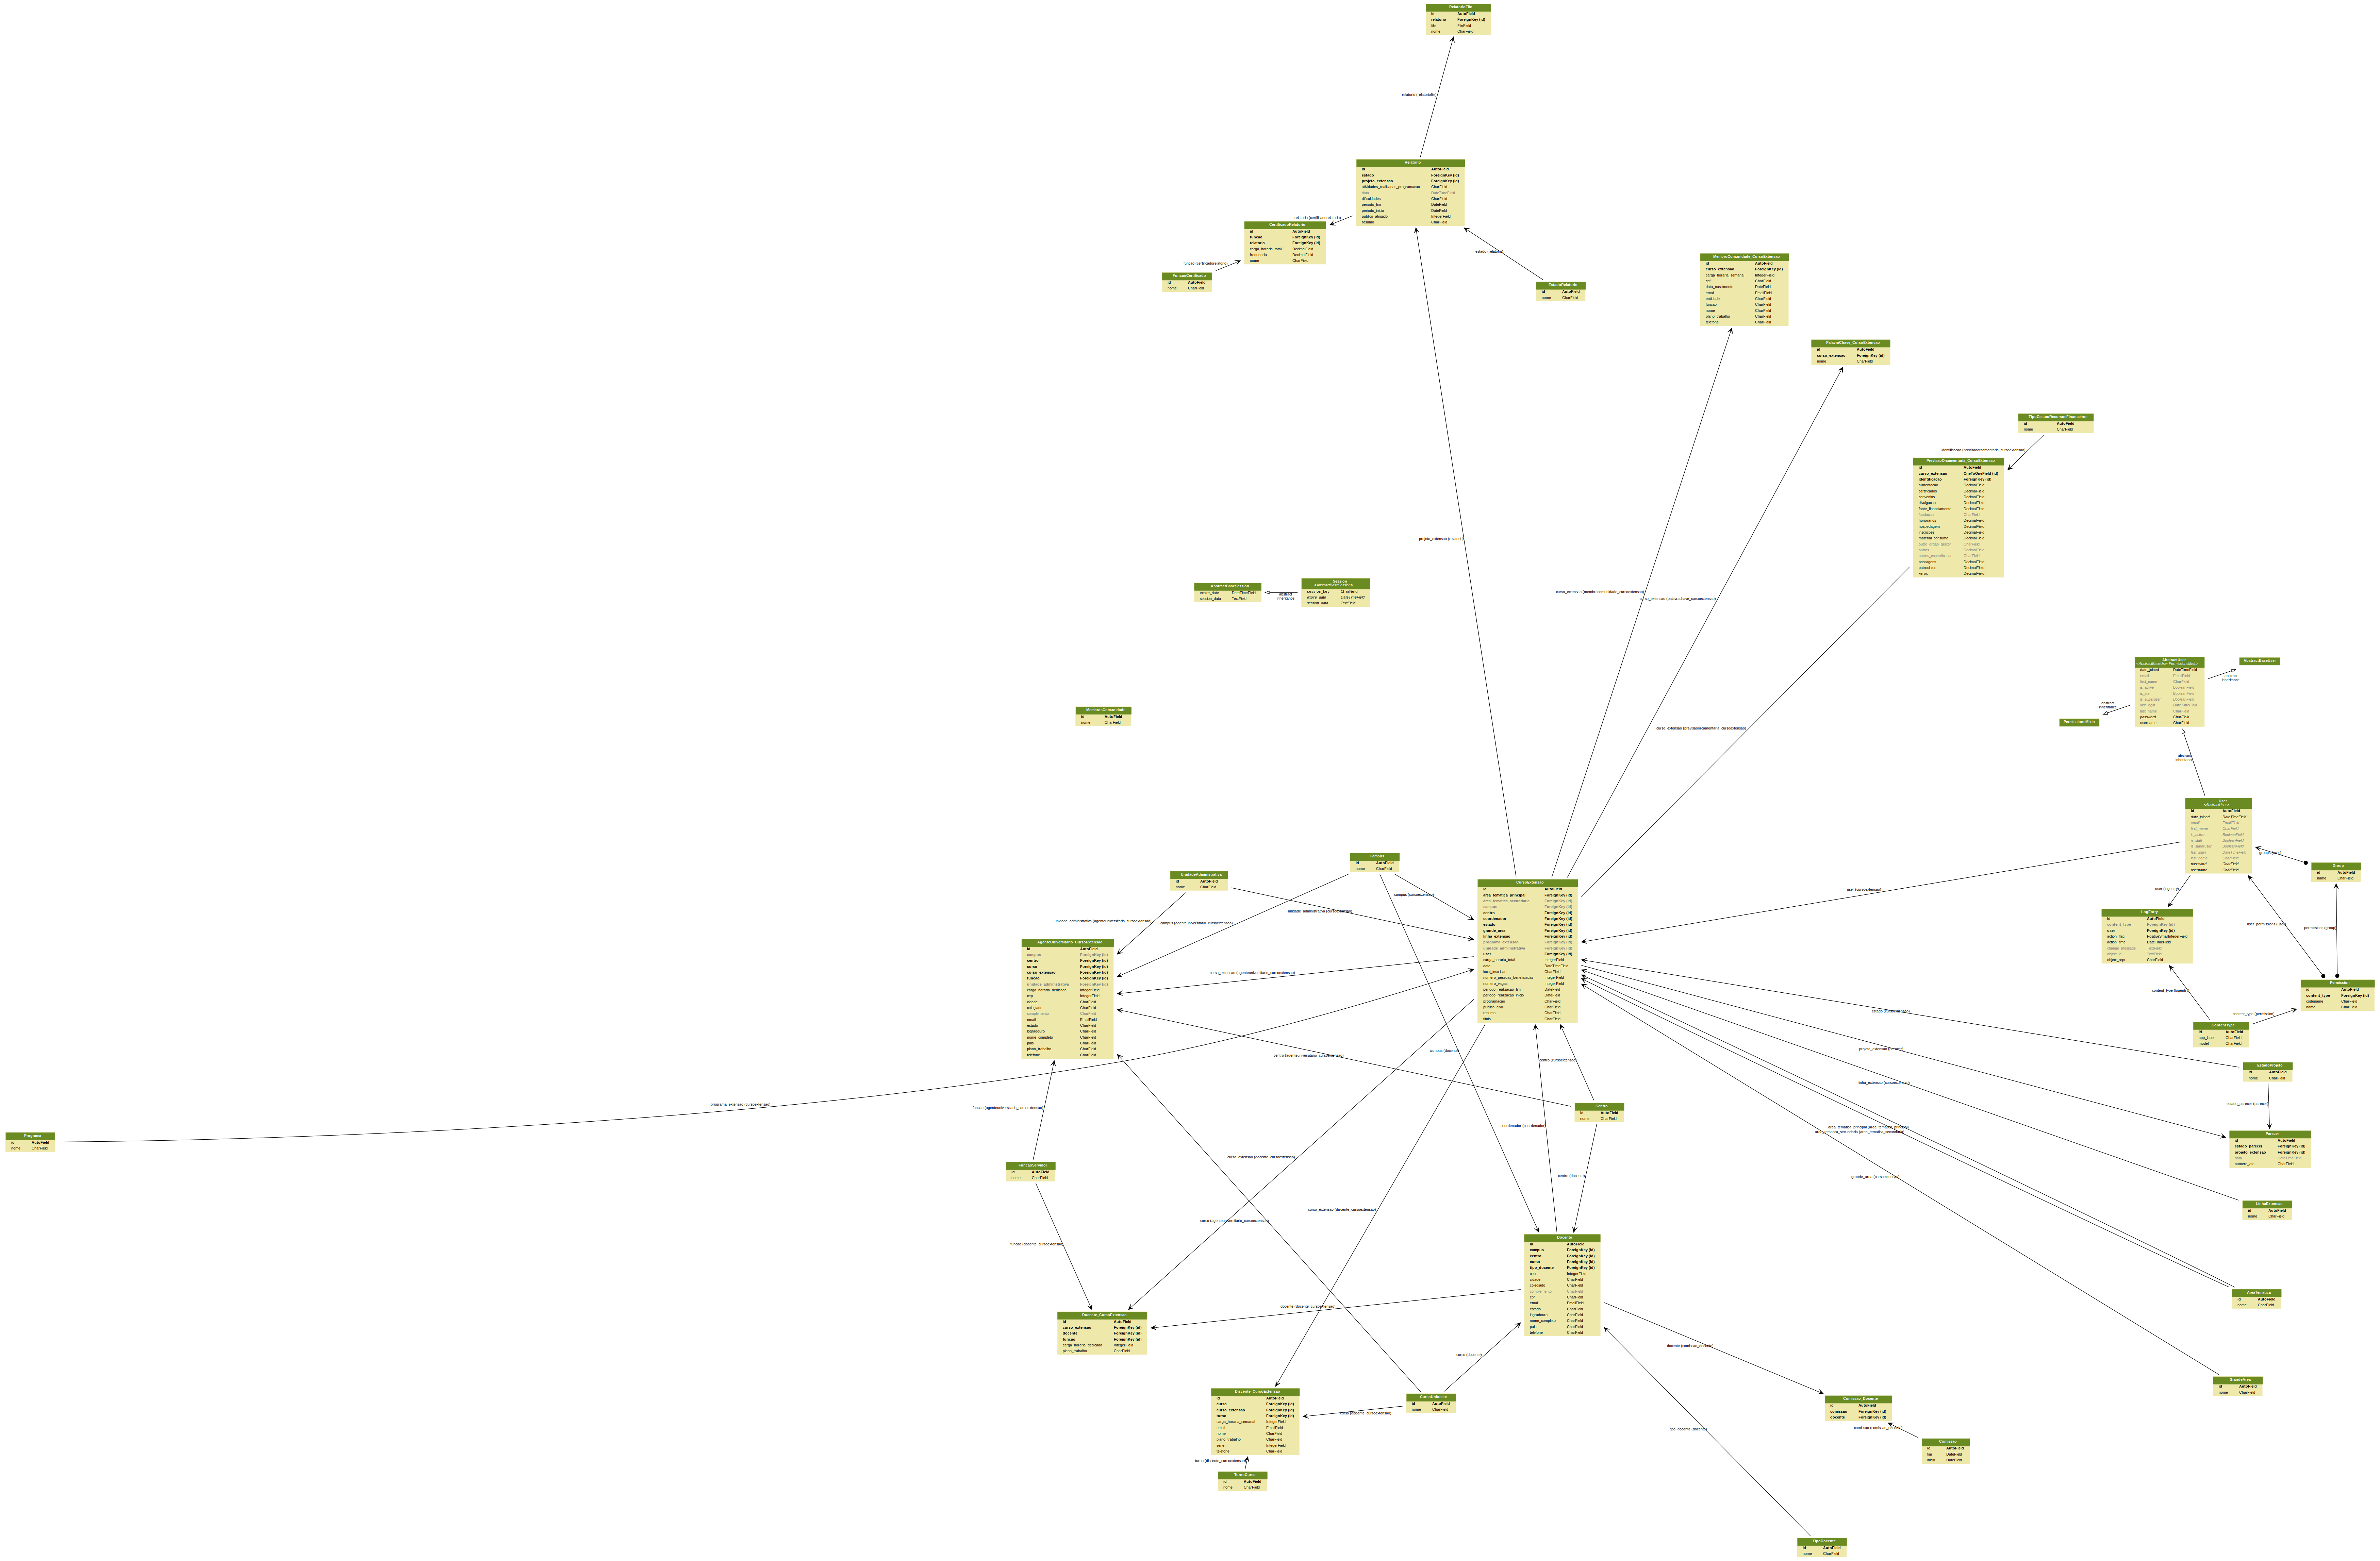 RelatorioFile
id AutoField
relatorio ForeignKey (id)
file FileField
nome CharField
relatorio (relatoriofile)
Relatorio
id AutoField
estado ForeignKey (id)
projeto_extensao ForeignKey (id)
atividades_realizadas_programacao CharField
data DateTimeField
dificuldades CharField
periodo_fim DateField
periodo_inicio DateField
publico_atingido IntegerField
resumo CharField
relatorio (certificadorelatorio)
CertificadoRelatorio
id AutoField
funcao ForeignKey (id)
relatorio ForeignKey (id)
carga_horaria_total DecimalField
frequencia DecimalField
nome CharField
funcao (certificadorelatorio)
FuncaoCertificado
id AutoField
nome CharField
estado (relatorio)
EstadoRelatorio
id AutoField
nome CharField
MembroComunidade_CursoExtensao
id AutoField
curso_extensao ForeignKey (id)
carga_horaria_semanal IntegerField
cpf CharField
data_nascimento DateField
email EmailField
entidade CharField
funcao CharField
nome CharField
plano_trabalho CharField
telefone CharField
PalavraChave_CursoExtensao
id AutoField
curso_extensao ForeignKey (id)
nome CharField
TipoGestaoRecursosFinanceiros
id AutoField
nome CharField
identificacao (previsaoorcamentaria_cursoextensao)
PrevisaoOrcamentaria_CursoExtensao
id AutoField
curso_extensao OneToOneField (id)
identificacao ForeignKey (id)
alimentacao DecimalField
certificados DecimalField
convenios DecimalField
divulgacao DecimalField
fonte_financiamento DecimalField
fundacao CharField
honorarios DecimalField
hospedagem DecimalField
inscricoes DecimalField
material_consumo DecimalField
outro_orgao_gestor CharField
outros DecimalField
outros_especificacao CharField
passagens DecimalField
patrocinios DecimalField
xerox DecimalField
projeto_extensao (relatorio)
curso_extensao (membrocomunidade_cursoextensao)
curso_extensao (palavrachave_cursoextensao)
curso_extensao (previsaoorcamentaria_cursoextensao)
AbstractBaseSession
expire_date DateTimeField
session_data TextField
abstract
inheritance
Session
<AbstractBaseSession>
session_key CharField
expire_date DateTimeField
session_data TextField
MembrosComunidade
id AutoField
nome CharField
AbstractUser
<AbstractBaseUser,PermissionsMixin>
date_joined DateTimeField
email EmailField
first_name CharField
is_active BooleanField
is_staff BooleanField
is_superuser BooleanField
last_login DateTimeField
last_name CharField
password CharField
username CharField
AbstractBaseUser
abstract
inheritance
abstract
inheritance
PermissionsMixin
abstract
inheritance
User
<AbstractUser>
id AutoField
date_joined DateTimeField
email EmailField
first_name CharField
is_active BooleanField
is_staff BooleanField
is_superuser BooleanField
last_login DateTimeField
last_name CharField
password CharField
username CharField
groups (user)
Group
id AutoField
name CharField
user (logentry)
user (cursoextensao)
LogEntry
id AutoField
content_type ForeignKey (id)
user ForeignKey (id)
action_flag PositiveSmallIntegerField
action_time DateTimeField
change_message TextField
object_id TextField
object_repr CharField
user_permissions (user)
permissions (group)
content_type (logentry)
Permission
id AutoField
content_type ForeignKey (id)
codename CharField
name CharField
content_type (permission)
ContentType
id AutoField
app_label CharField
model CharField
Campus
id AutoField
nome CharField
UnidadeAdministrativa
id AutoField
nome CharField
campus (cursoextensao)
unidade_administrativa (cursoextensao)
unidade_administrativa (agenteuniversitario_cursoextensao)
campus (agenteuniversitario_cursoextensao)
CursoExtensao
id AutoField
area_tematica_principal ForeignKey (id)
area_tematica_secundaria ForeignKey (id)
campus ForeignKey (id)
centro ForeignKey (id)
coordenador ForeignKey (id)
estado ForeignKey (id)
grande_area ForeignKey (id)
linha_extensao ForeignKey (id)
programa_extensao ForeignKey (id)
unidade_administrativa ForeignKey (id)
user ForeignKey (id)
carga_horaria_total IntegerField
data DateTimeField
local_inscricao CharField
numero_pessoas_beneficiadas IntegerField
numero_vagas IntegerField
periodo_realizacao_fim DateField
periodo_realizacao_inicio DateField
programacao CharField
publico_alvo CharField
resumo CharField
titulo CharField
AgenteUniversitario_CursoExtensao
id AutoField
campus ForeignKey (id)
centro ForeignKey (id)
curso ForeignKey (id)
curso_extensao ForeignKey (id)
funcao ForeignKey (id)
unidade_administrativa ForeignKey (id)
carga_horaria_dedicada IntegerField
cep IntegerField
cidade CharField
colegiado CharField
complemento CharField
email EmailField
estado CharField
logradouro CharField
nome_completo CharField
pais CharField
plano_trabalho CharField
telefone CharField
curso_extensao (agenteuniversitario_cursoextensao)
estado (cursoextensao)
projeto_extensao (parecer)
campus (docente)
centro (agenteuniversitario_cursoextensao)
centro (cursoextensao)
EstadoProjeto
id AutoField
nome CharField
linha_extensao (cursoextensao)
programa_extensao (cursoextensao)
funcao (agenteuniversitario_cursoextensao)
Centro
id AutoField
nome CharField
estado_parecer (parecer)
coordenador (coordenador)
area_tematica_principal (area_tematica_principal)
area_tematica_secundaria (area_tematica_secundaria)
Programa
id AutoField
nome CharField
Parecer
id AutoField
estado_parecer ForeignKey (id)
projeto_extensao ForeignKey (id)
data DateTimeField
numero_ata CharField
curso_extensao (docente_cursoextensao)
FuncaoServidor
id AutoField
nome CharField
centro (docente)
grande_area (cursoextensao)
LinhaExtensao
id AutoField
nome CharField
curso_extensao (discente_cursoextensao)
curso (agenteuniversitario_cursoextensao)
funcao (docente_cursoextensao)
Docente
id AutoField
campus ForeignKey (id)
centro ForeignKey (id)
curso ForeignKey (id)
tipo_docente ForeignKey (id)
cep IntegerField
cidade CharField
colegiado CharField
complemento CharField
cpf CharField
email EmailField
estado CharField
logradouro CharField
nome_completo CharField
pais CharField
telefone CharField
AreaTematica
id AutoField
nome CharField
docente (docente_cursoextensao)
Docente_CursoExtensao
id AutoField
curso_extensao ForeignKey (id)
docente ForeignKey (id)
funcao ForeignKey (id)
carga_horaria_dedicada IntegerField
plano_trabalho CharField
docente (comissao_docente)
curso (docente)
GrandeArea
id AutoField
nome CharField
Discente_CursoExtensao
id AutoField
curso ForeignKey (id)
curso_extensao ForeignKey (id)
turno ForeignKey (id)
carga_horaria_semanal IntegerField
email EmailField
nome CharField
plano_trabalho CharField
serie IntegerField
telefone CharField
CursoUnioeste
id AutoField
nome CharField
curso (discente_cursoextensao)
Comissao_Docente
id AutoField
comissao ForeignKey (id)
docente ForeignKey (id)
comissao (comissao_docente)
tipo_docente (docente)
Comissao
id AutoField
fim DateField
inicio DateField
turno (discente_cursoextensao)
TurnoCurso
id AutoField
nome CharField
TipoDocente
id AutoField
nome CharField